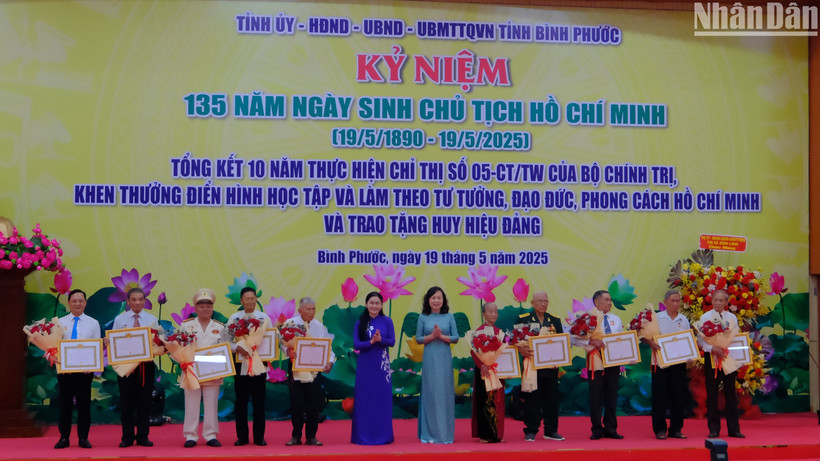 NhânDân
TỈNH ỦY - HĐND - UBND - UBMTTQVN TỈNH BÌNH PHƯỚC
KỶ NIỆM
135 NĂM NGÀY SINH CHỦ TỊCH HỒ CHÍ MINH
(19/5/1890 - 19/5/2025)
TỔNG KẾT 10 NĂM THỰC HIỆN CHỈ THỊ SỐ 05-CT/TW CỦA BỘ CHÍNH TRỊ,
KHEN THƯỞNG ĐIỂN HÌNH HỌC TẬP VÀ LÀM THEO TƯ TƯỞNG, ĐẠO ĐỨC, PHONG CÁCH HỒ CHÍ MINH
VÀ TRAO TẶNG HUY HIỆU ĐẢNG
Bình Phước, ngày 19 tháng 5 năm 2025